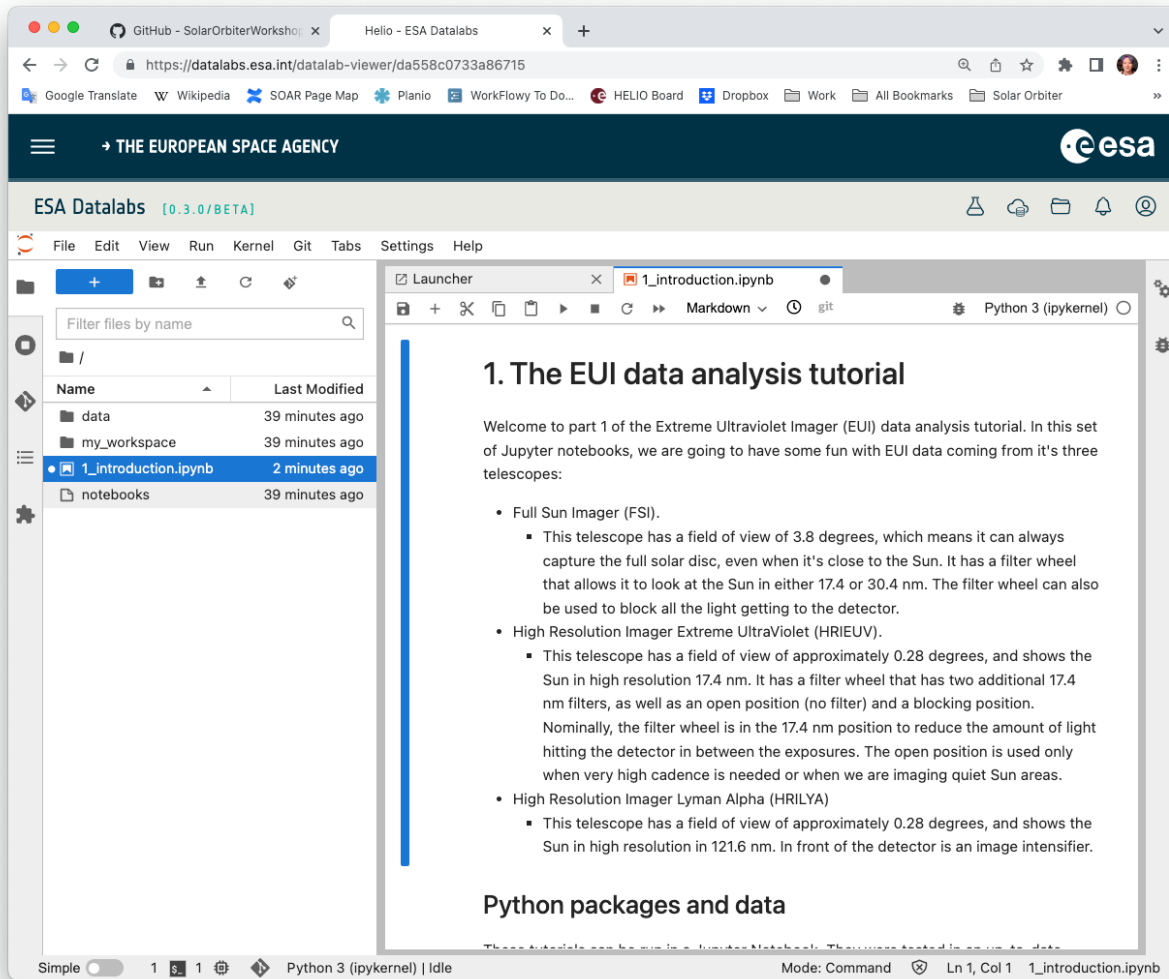 GitHub - SolarOrbiterWorkshop
Helio - ESA Datalabs
https://datalabs.esa.int/datalab-viewer/da558c0733a86715
Google Translate W Wikipedia SOAR Page Map Planio WorkFlowy To Do... HELIO Board Dropbox Work All Bookmarks Solar Orbiter »
→ THE EUROPEAN SPACE AGENCY
esa
ESA Datalabs [0.3.0/BETA]
File Edit View Run Kernel Git Tabs Settings Help
Filter files by name
/
Name Last Modified
data 39 minutes ago
my_workspace 39 minutes ago
1_introduction.ipynb 2 minutes ago
notebooks 39 minutes ago
Launcher
1_introduction.ipynb
Markdown git Python 3 (ipykernel)
1. The EUI data analysis tutorial
Welcome to part 1 of the Extreme Ultraviolet Imager (EUI) data analysis tutorial. In this set
of Jupyter notebooks, we are going to have some fun with EUI data coming from it's three
telescopes:
• Full Sun Imager (FSI).
▪ This telescope has a field of view of 3.8 degrees, which means it can always
capture the full solar disc, even when it's close to the Sun. It has a filter wheel
that allows it to look at the Sun in either 17.4 or 30.4 nm. The filter wheel can also
be used to block all the light getting to the detector.
• High Resolution Imager Extreme UltraViolet (HRIEUV).
▪ This telescope has a field of view of approximately 0.28 degrees, and shows the
Sun in high resolution 17.4 nm. It has a filter wheel that has two additional 17.4
nm filters, as well as an open position (no filter) and a blocking position.
Nominally, the filter wheel is in the 17.4 nm position to reduce the amount of light
hitting the detector in between the exposures. The open position is used only
when very high cadence is needed or when we are imaging quiet Sun areas.
• High Resolution Imager Lyman Alpha (HRILYA)
▪ This telescope has a field of view of approximately 0.28 degrees, and shows the
Sun in high resolution in 121.6 nm. In front of the detector is an image intensifier.
Python packages and data
Simple 1 $_ 1 Python 3 (ipykernel) | Idle Mode: Command Ln 1, Col 1 1_introduction.ipynb